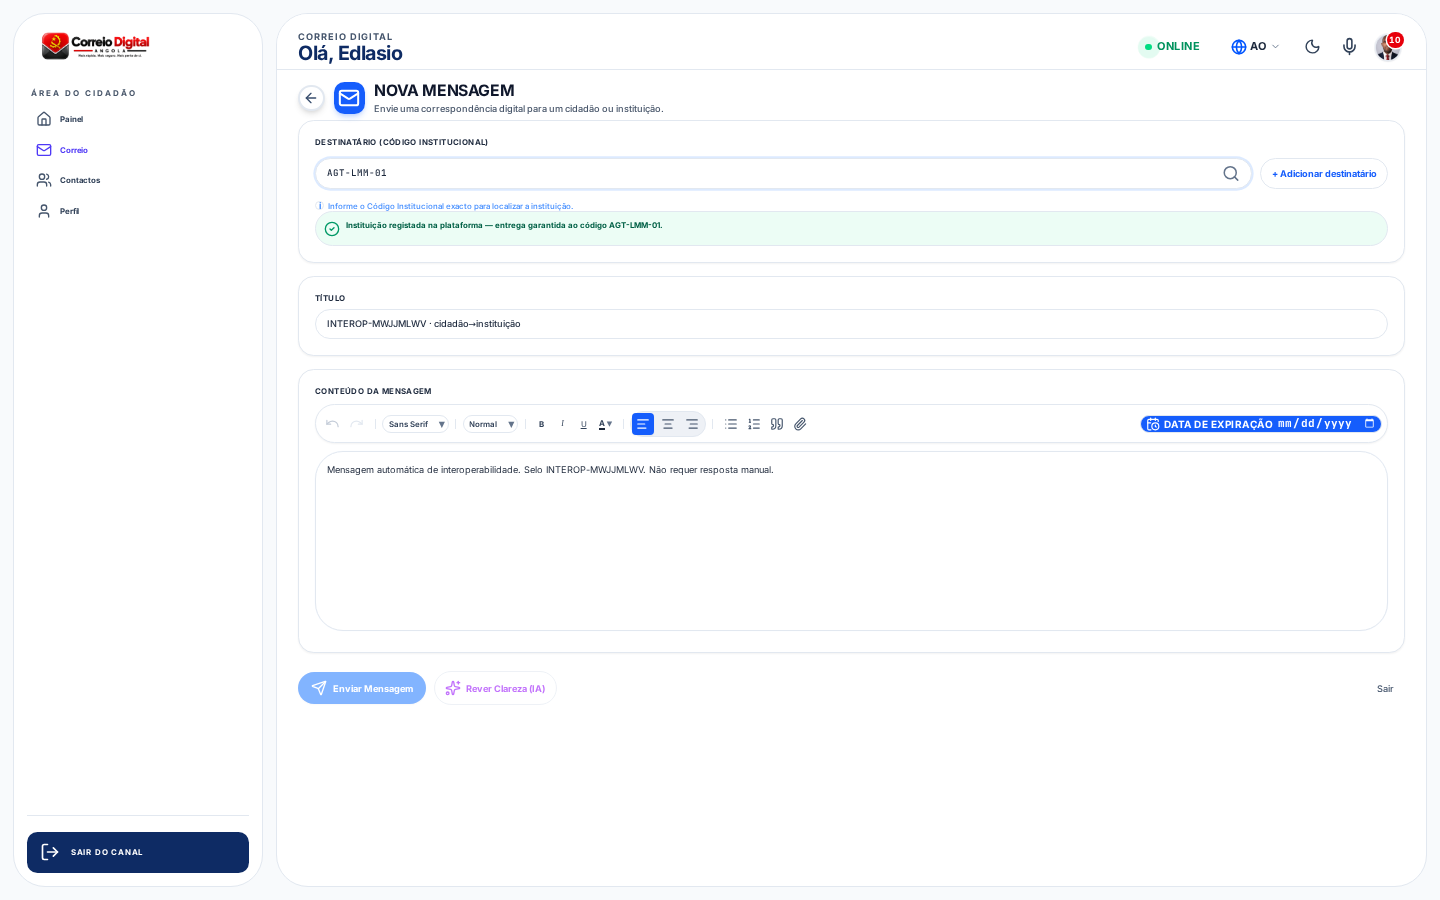 Correio Digital
ANGOLA
ÁREA DO CIDADÃO
Painel
Correio
Contactos
Perfil
SAIR DO CANAL
CORREIO DIGITAL
Olá, Edlasio
ONLINE
AO
10
NOVA MENSAGEM
Envie uma correspondência digital para um cidadão ou instituição.
DESTINATÁRIO (CÓDIGO INSTITUCIONAL)
AGT-LMM-01
+ Adicionar destinatário
Informe o Código Institucional exacto para localizar a instituição.
Instituição registada na plataforma — entrega garantida ao código AGT-LMM-01.
TÍTULO
INTEROP-MWJJMLWV · cidadão→instituição
CONTEÚDO DA MENSAGEM
Sans Serif
Normal
B
I
U
A
DATA DE EXPIRAÇÃO mm/dd/yyyy
Mensagem automática de interoperabilidade. Selo INTEROP-MWJJMLWV. Não requer resposta manual.
Enviar Mensagem
Rever Clareza (IA)
Sair